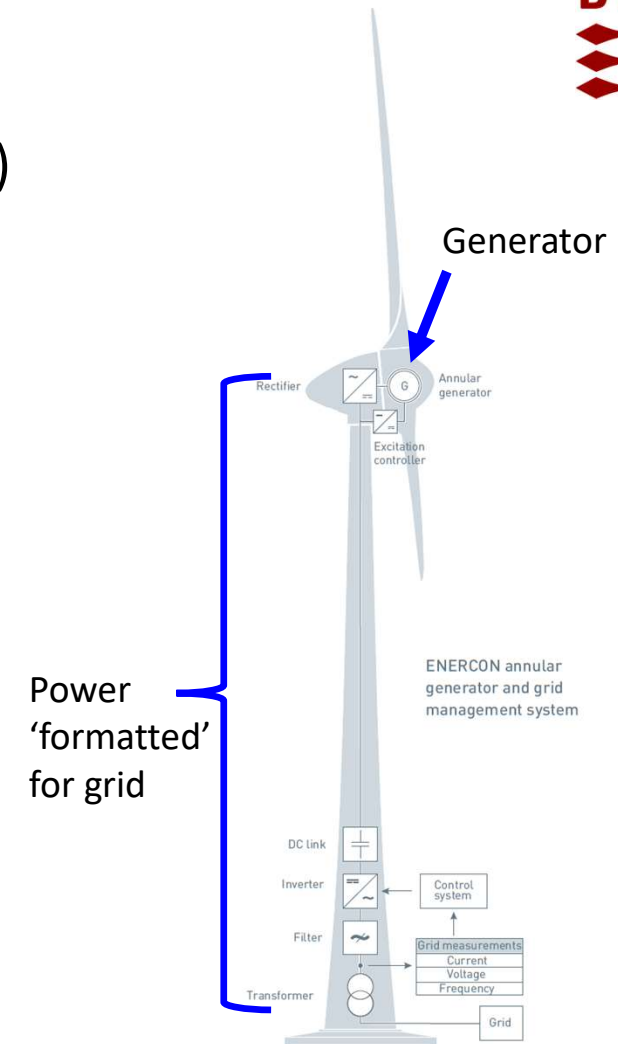 )
Generator
Rectifier
G
Annular
generator
Excitation
controller
Power
‘formatted’
for grid
ENERCON annular
generator and grid
management system
DC link
Inverter
Control
system
Filter
Grid measurements
Current
Voltage
Frequency
Transformer
Grid